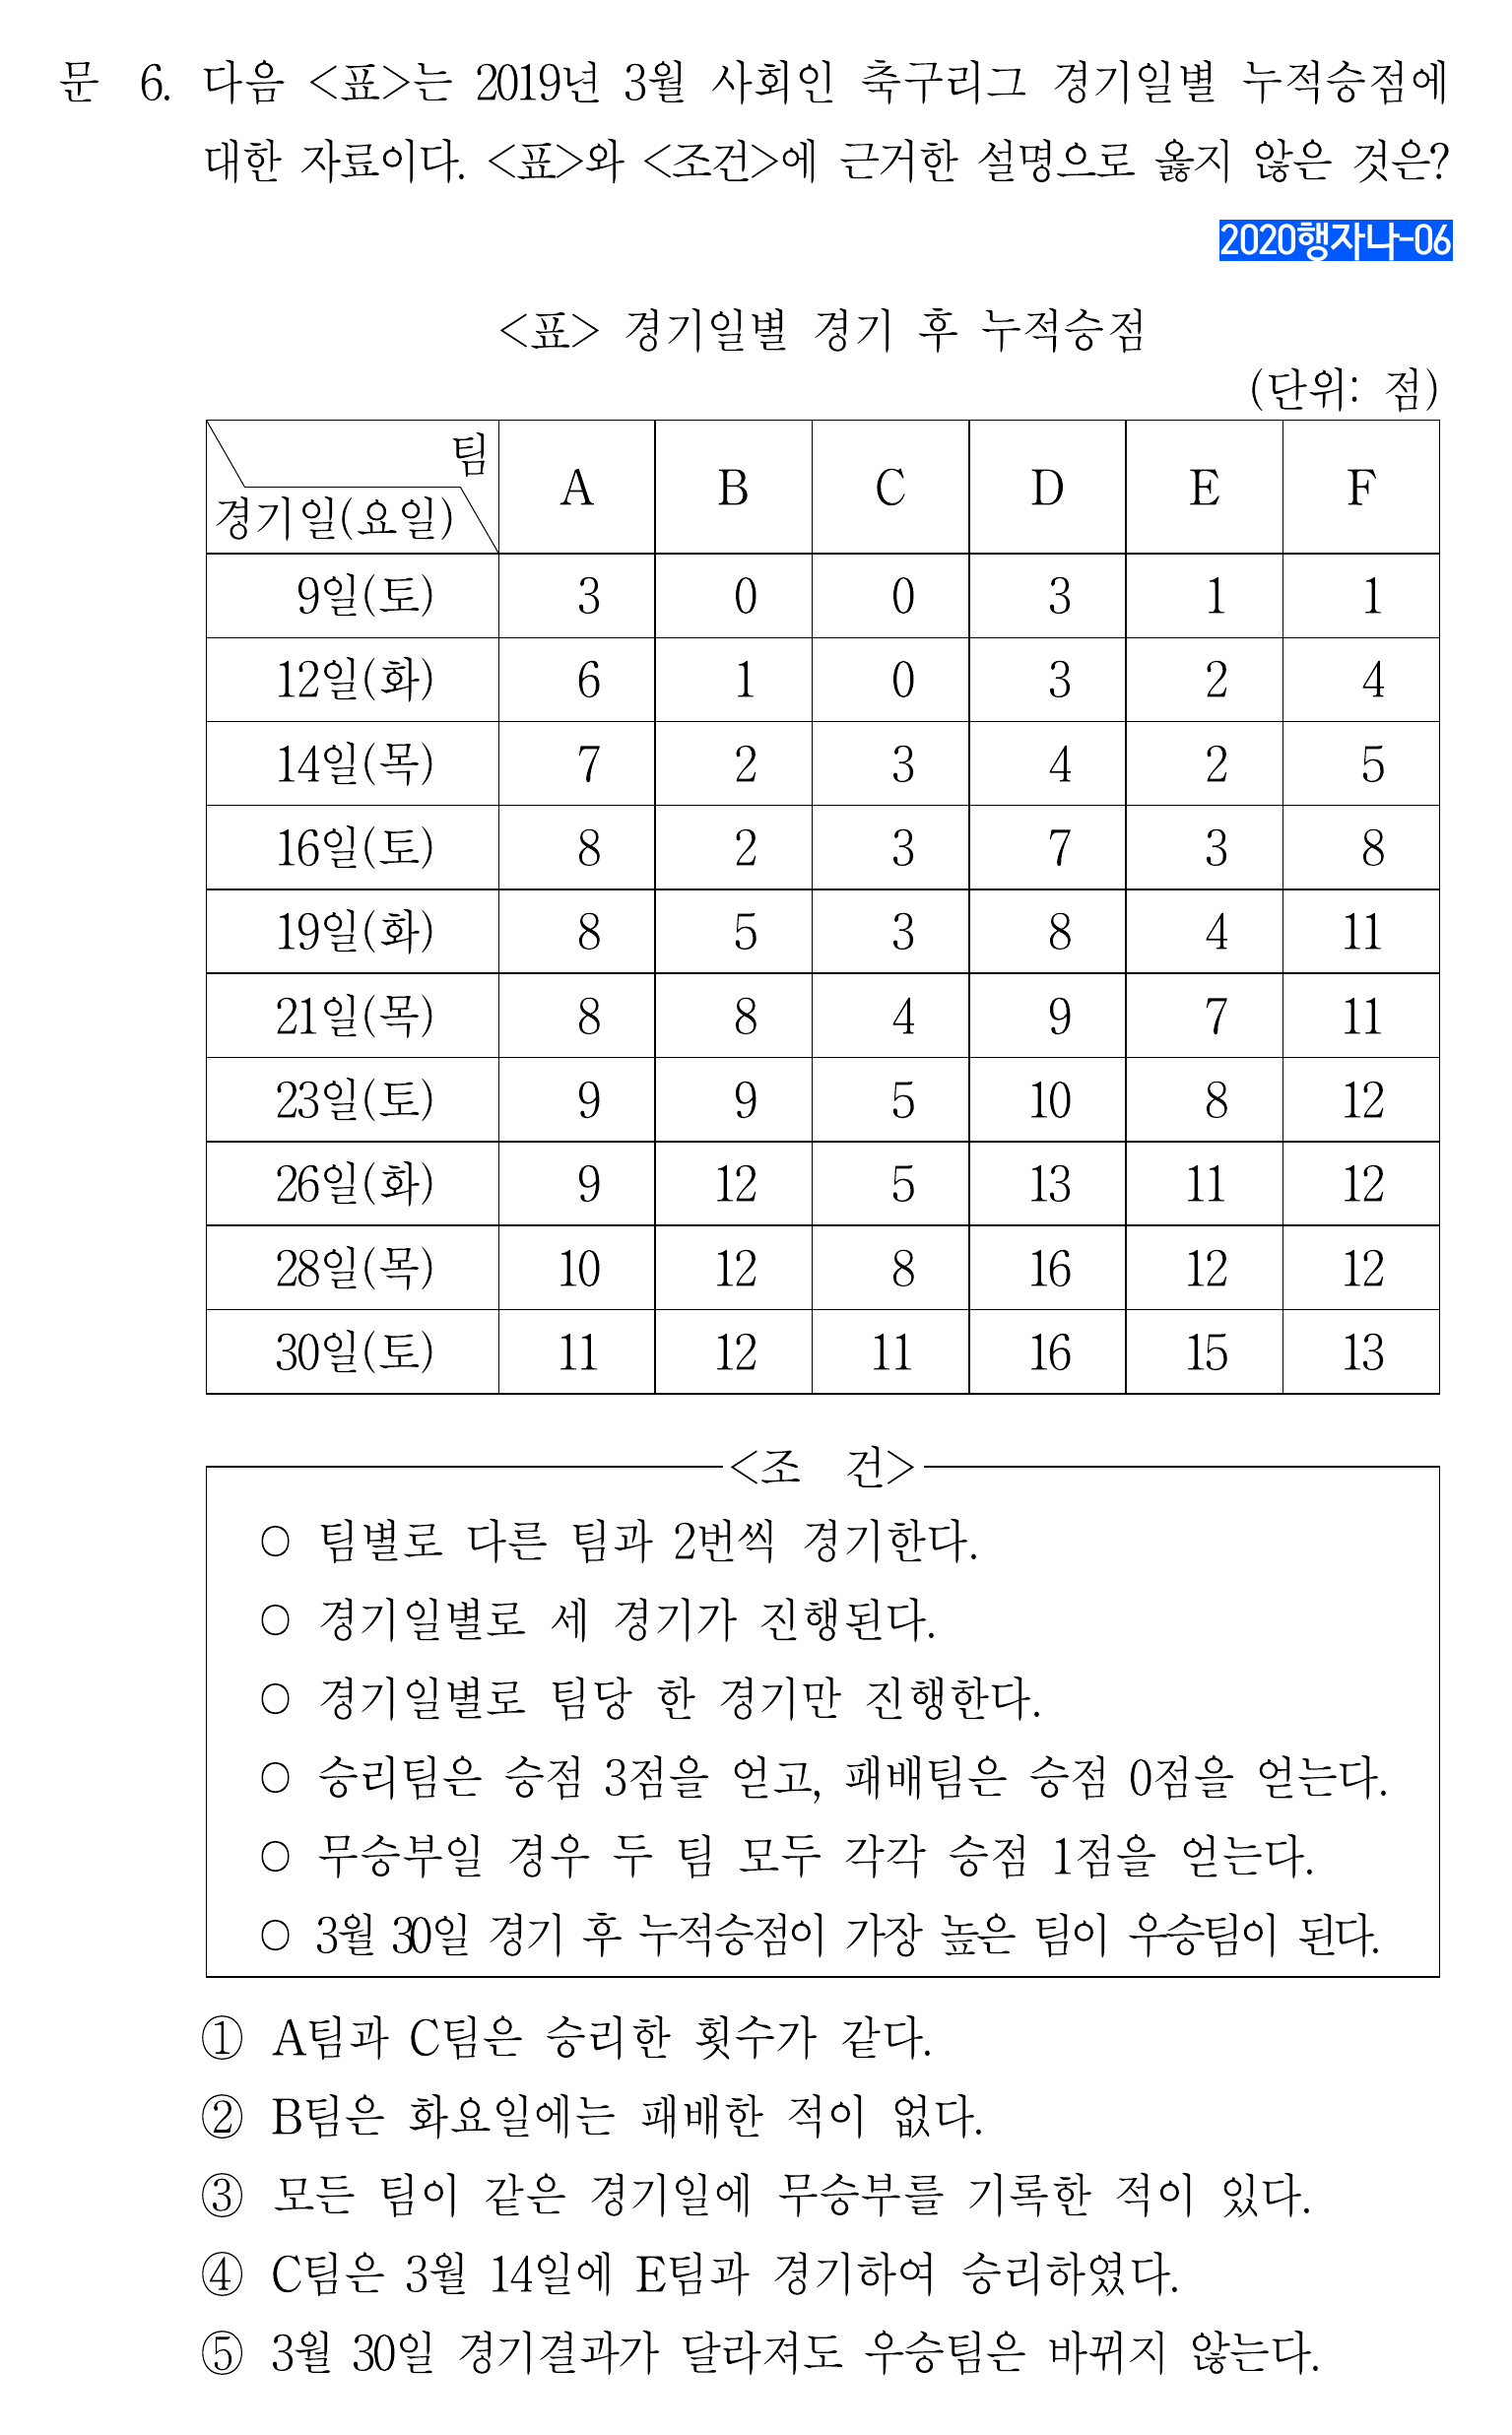 문 6. 다음 <표>는 2019년 3월 사회인 축구리그 경기일별 누적승점에
대한 자료이다. <표>와 <조건>에 근거한 설명으로 옳지 않은 것은?
2020행자나-06
<표> 경기일별 경기 후 누적승점
(단위: 점)
팀
경기일(요일) A B C D E F
9일(토) 3 0 0 3 1 1
12일(화) 6 1 0 3 2 4
14일(목) 7 2 3 4 2 5
16일(토) 8 2 3 7 3 8
19일(화) 8 5 3 8 4 11
21일(목) 8 8 4 9 7 11
23일(토) 9 9 5 10 8 12
26일(화) 9 12 5 13 11 12
28일(목) 10 12 8 16 12 12
30일(토) 11 12 11 16 15 13
<조 건>
○ 팀별로 다른 팀과 2번씩 경기한다.
○ 경기일별로 세 경기가 진행된다.
○ 경기일별로 팀당 한 경기만 진행한다.
○ 승리팀은 승점 3점을 얻고, 패배팀은 승점 0점을 얻는다.
○ 무승부일 경우 두 팀 모두 각각 승점 1점을 얻는다.
○ 3월 30일 경기 후 누적승점이 가장 높은 팀이 우승팀이 된다.
① A팀과 C팀은 승리한 횟수가 같다.
② B팀은 화요일에는 패배한 적이 없다.
③ 모든 팀이 같은 경기일에 무승부를 기록한 적이 있다.
④ C팀은 3월 14일에 E팀과 경기하여 승리하였다.
⑤ 3월 30일 경기결과가 달라져도 우승팀은 바뀌지 않는다.